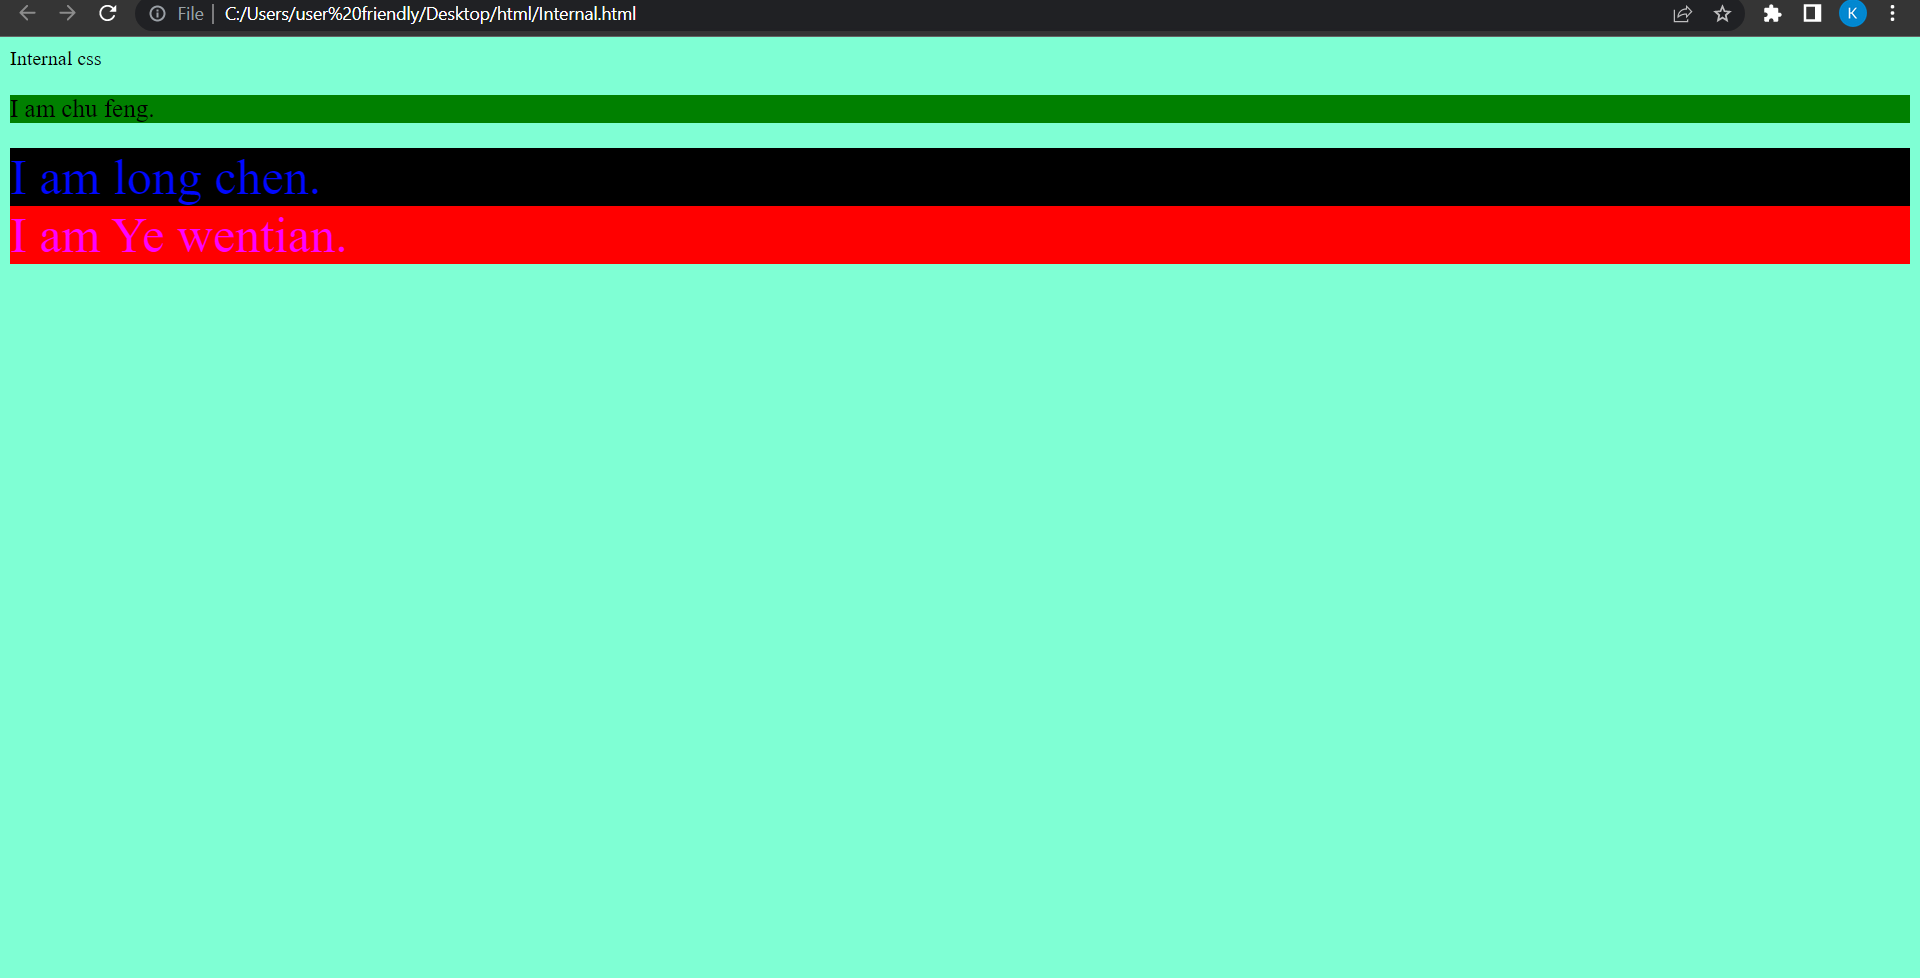 File
C:/Users/user%20friendly/Desktop/html/Internal.html
K
Internal css
I am chu feng.
I am long chen.
I am Ye wentian.